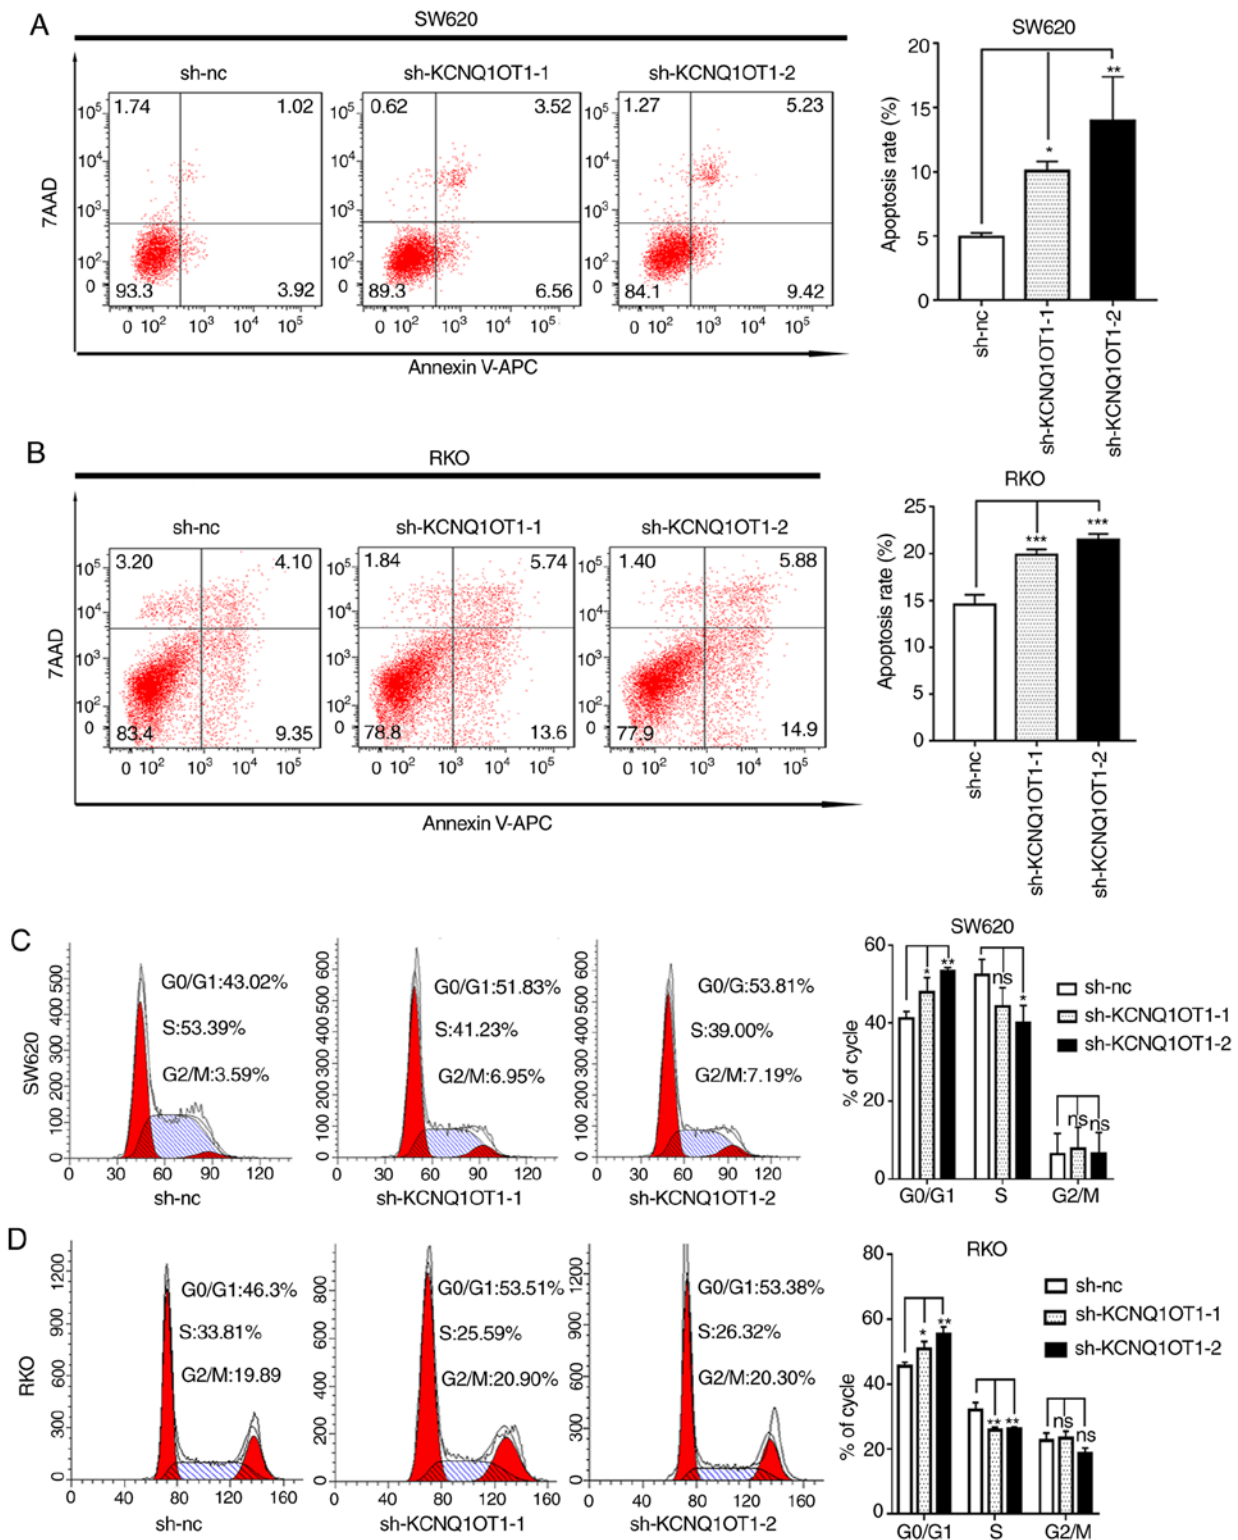 A
SW620
sh-nc
sh-KCNQ1OT1-1
sh-KCNQ1OT1-2
7AAD
10⁵
10⁴
10³
10²
0
1.74
1.02
93.3
3.92
0 10² 10³ 10⁴ 10⁵
10⁵
10⁴
10³
10²
0
0.62
3.52
89.3
6.56
0 10² 10³ 10⁴ 10⁵
10⁵
10⁴
10³
10²
0
1.27
5.23
84.1
9.42
0 10² 10³ 10⁴ 10⁵
Annexin V-APC
SW620
Apoptosis rate (%)
20
15
10
5
0
*
**
sh-nc
sh-KCNQ1OT1-1
sh-KCNQ1OT1-2
B
RKO
sh-nc
sh-KCNQ1OT1-1
sh-KCNQ1OT1-2
7AAD
10⁵
10⁴
10³
10²
0
3.20
4.10
83.4
9.35
0 10² 10³ 10⁴ 10⁵
10⁵
10⁴
10³
10²
0
1.84
5.74
78.8
13.6
0 10² 10³ 10⁴ 10⁵
10⁵
10⁴
10³
10²
0
1.40
5.88
77.9
14.9
0 10² 10³ 10⁴ 10⁵
Annexin V-APC
RKO
Apoptosis rate (%)
25
20
15
10
5
0
***
***
sh-nc
sh-KCNQ1OT1-1
sh-KCNQ1OT1-2
C
SW620
0 100 200 300 400 500
G0/G1:43.02%
S:53.39%
G2/M:3.59%
0 30 60 90 120
sh-nc
0 100 200 300 400 500 600
G0/G1:51.83%
S:41.23%
G2/M:6.95%
0 30 60 90 120
sh-KCNQ1OT1-1
0 100 200 300 400 500 600
G0/G:53.81%
S:39.00%
G2/M:7.19%
0 30 60 90 120
sh-KCNQ1OT1-2
SW620
% of cycle
60
40
20
0
* **
ns *
ns ns
G0/G1 S G2/M
sh-nc
sh-KCNQ1OT1-1
sh-KCNQ1OT1-2
D
RKO
0 300 600 900 1200
G0/G1:46.3%
S:33.81%
G2/M:19.89
0 40 80 120 160
sh-nc
0 200 400 600 800
G0/G1:53.51%
S:25.59%
G2/M:20.90%
0 40 80 120 160
sh-KCNQ1OT1-1
0 300 600 900 1200
G0/G1:53.38%
S:26.32%
G2/M:20.30%
0 40 80 120 160
sh-KCNQ1OT1-2
RKO
% of cycle
80
60
40
20
0
* **
** **
ns ns
G0/G1 S G2/M
sh-nc
sh-KCNQ1OT1-1
sh-KCNQ1OT1-2